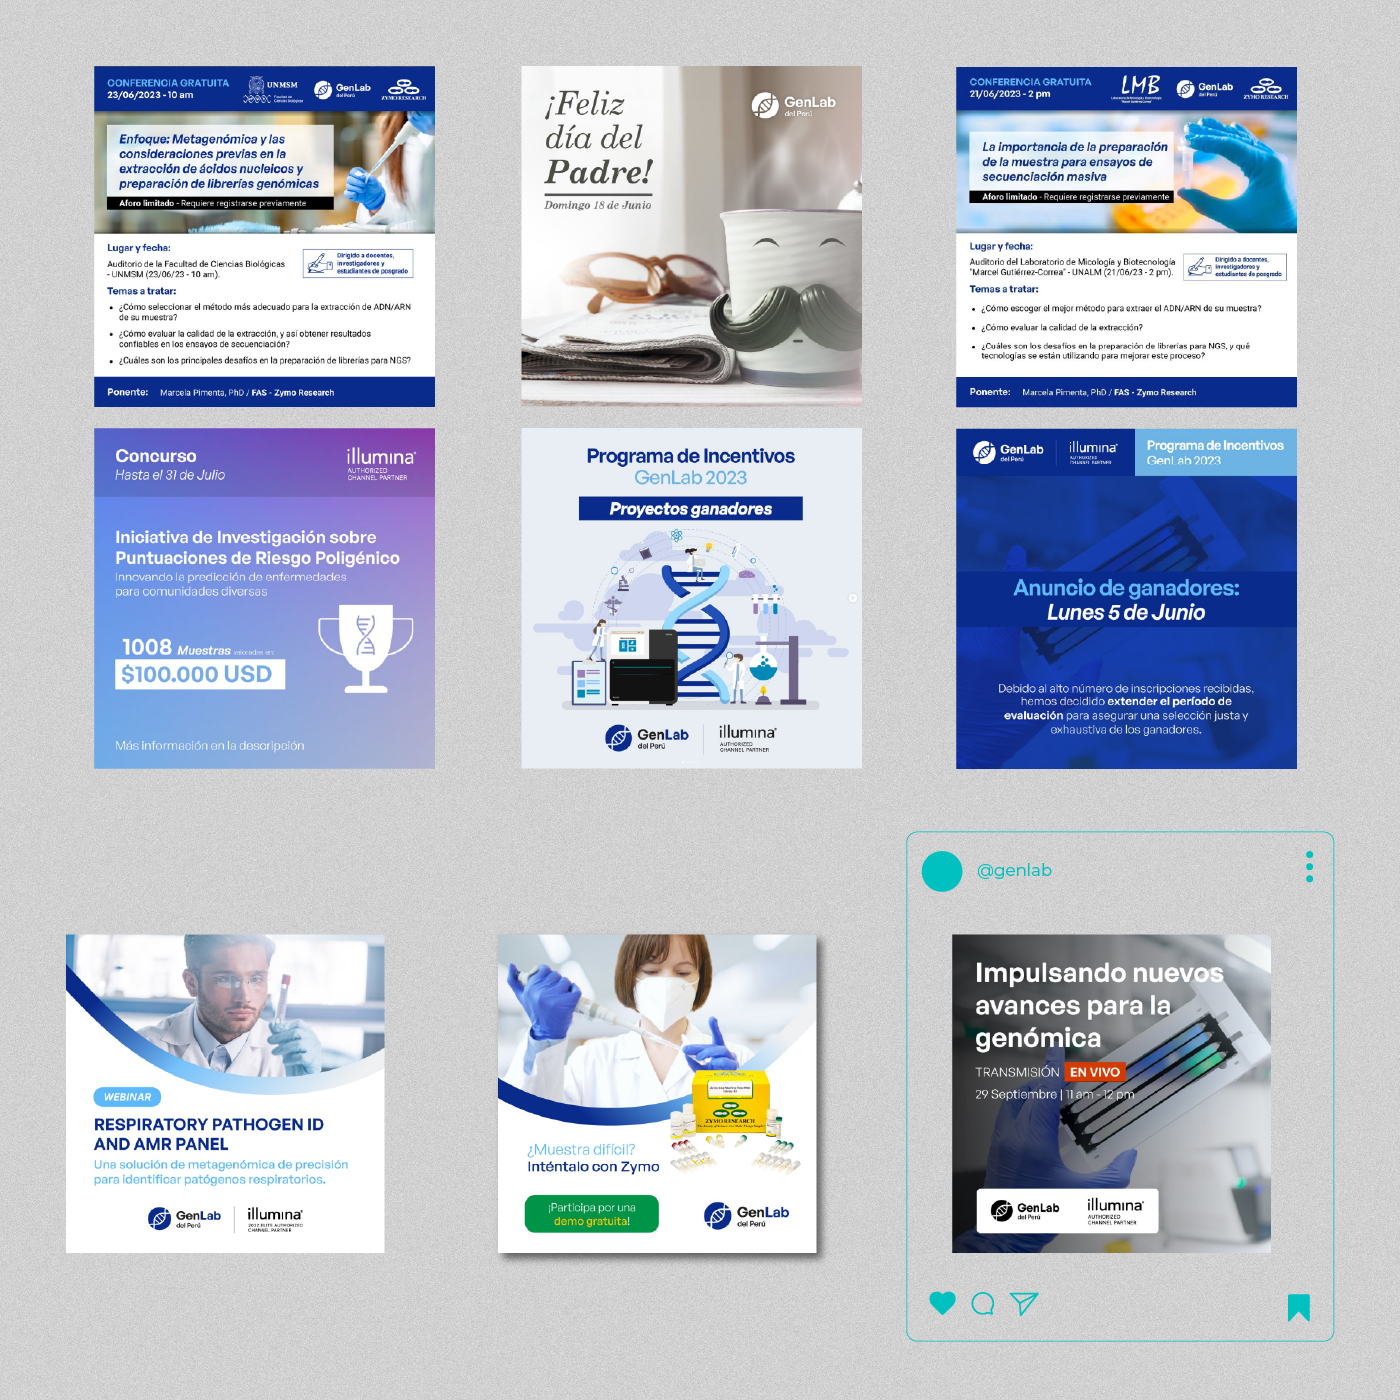 CONFERENCIA GRATUITA
23/06/2023 - 10 am
UNMSM
GenLab
del Perú
ZYMO RESEARCH
Enfoque: Metagenómica y las
consideraciones previas en la
extracción de ácidos nucleicos y
preparación de librerías genómicas
Aforo limitado - Requiere registrarse previamente
Lugar y fecha:
Auditorio de la Facultad de Ciencias Biológicas
- UNMSM (23/06/23 - 10 am).
Dirigido a docentes,
investigadores y
estudiantes de posgrado
Temas a tratar:
• ¿Cómo seleccionar el método más adecuado para la extracción de ADN/ARN
de su muestra?
• ¿Cómo evaluar la calidad de la extracción, y así obtener resultados
confiables en los ensayos de secuenciación?
• ¿Cuáles son los principales desafíos en la preparación de librerías para NGS?
Ponente: Marcela Pimenta, PhD / FAS - Zymo Research
¡Feliz
día del
Padre!
Domingo 18 de Junio
GenLab
del Perú
CONFERENCIA GRATUITA
21/06/2023 - 2 pm
LMB
GenLab
del Perú
ZYMO RESEARCH
La importancia de la preparación
de la muestra para ensayos de
secuenciación masiva
Aforo limitado - Requiere registrarse previamente
Lugar y fecha:
Auditorio del Laboratorio de Micología y Biotecnología
"Marcel Gutiérrez-Correa" - UNALM (21/06/23 - 2 pm).
Dirigido a docentes,
investigadores y
estudiantes de posgrado
Temas a tratar:
• ¿Cómo escoger el mejor método para extraer el ADN/ARN de su muestra?
• ¿Cómo evaluar la calidad de la extracción?
• ¿Cuáles son los desafíos en la preparación de librerías para NGS, y qué
tecnologías se están utilizando para mejorar este proceso?
Ponente: Marcela Pimenta, PhD / FAS - Zymo Research
Concurso
Hasta el 31 de Julio
illumina
AUTHORIZED
CHANNEL PARTNER
Iniciativa de Investigación sobre
Puntuaciones de Riesgo Poligénico
Innovando la predicción de enfermedades
para comunidades diversas
1008 Muestras valoradas en:
$100.000 USD
Más información en la descripción
Programa de Incentivos
GenLab 2023
Proyectos ganadores
GenLab
del Perú
illumina
AUTHORIZED
CHANNEL PARTNER
GenLab
del Perú
illumina
AUTHORIZED
CHANNEL PARTNER
Programa de Incentivos
GenLab 2023
Anuncio de ganadores:
Lunes 5 de Junio
Debido al alto número de inscripciones recibidas,
hemos decidido extender el período de
evaluación para asegurar una selección justa y
exhaustiva de los ganadores.
WEBINAR
RESPIRATORY PATHOGEN ID
AND AMR PANEL
Una solución de metagenómica de precisión
para identificar patógenos respiratorios.
GenLab
del Perú
illumina
2022 ELITE AUTHORIZED
CHANNEL PARTNER
ZYMO RESEARCH
¿Muestra difícil?
Inténtalo con Zymo
¡Participa por una
demo gratuita!
GenLab
del Perú
@genlab
Impulsando nuevos
avances para la
genómica
TRANSMISIÓN EN VIVO
29 Septiembre | 11 am - 12 pm
GenLab
del Perú
illumina
AUTHORIZED
CHANNEL PARTNER